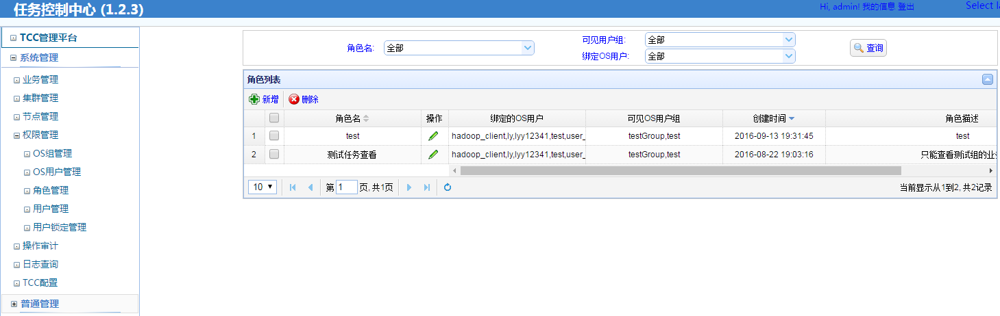 任务控制中心 (1.2.3)
Hi, admin! 我的信息 登出
Select
TCC管理平台
系统管理
业务管理
集群管理
节点管理
权限管理
OS组管理
OS用户管理
角色管理
用户管理
用户锁定管理
操作审计
日志查询
TCC配置
普通管理
角色名: 全部
可见用户组: 全部
绑定OS用户: 全部
查询
角色列表
新增 删除
角色名 操作 绑定的OS用户 可见OS用户组 创建时间 角色描述
1 test hadoop_client,ly,lyy12341,test,user_ testGroup,test 2016-09-13 19:31:45 test
2 测试任务查看 hadoop_client,ly,lyy12341,test,user_ testGroup,test 2016-08-22 19:03:16 只能查看测试组的业
10 第 1 页, 共1页 当前显示从1到2, 共2记录